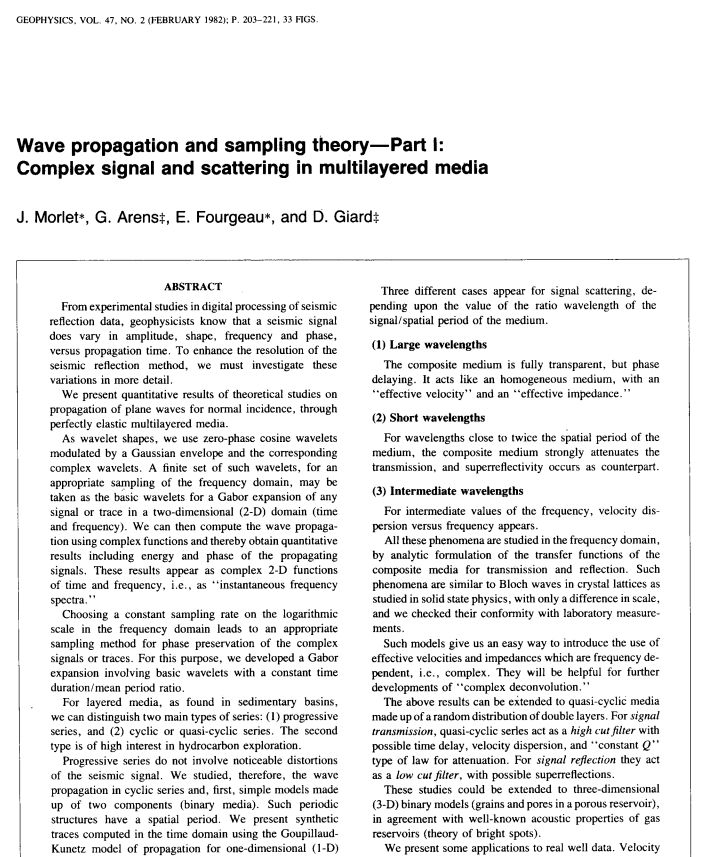 GEOPHYSICS, VOL. 47, NO. 2 (FEBRUARY 1982); P. 203–221, 33 FIGS.
Wave propagation and sampling theory—Part I:
Complex signal and scattering in multilayered media
J. Morlet*, G. Arens‡, E. Fourgeau*, and D. Giard‡
ABSTRACT
From experimental studies in digital processing of seismic
reflection data, geophysicists know that a seismic signal
does vary in amplitude, shape, frequency and phase,
versus propagation time. To enhance the resolution of the
seismic reflection method, we must investigate these
variations in more detail.
We present quantitative results of theoretical studies on
propagation of plane waves for normal incidence, through
perfectly elastic multilayered media.
As wavelet shapes, we use zero-phase cosine wavelets
modulated by a Gaussian envelope and the corresponding
complex wavelets. A finite set of such wavelets, for an
appropriate sampling of the frequency domain, may be
taken as the basic wavelets for a Gabor expansion of any
signal or trace in a two-dimensional (2-D) domain (time
and frequency). We can then compute the wave propaga-
tion using complex functions and thereby obtain quantitative
results including energy and phase of the propagating
signals. These results appear as complex 2-D functions
of time and frequency, i.e., as "instantaneous frequency
spectra."
Choosing a constant sampling rate on the logarithmic
scale in the frequency domain leads to an appropriate
sampling method for phase preservation of the complex
signals or traces. For this purpose, we developed a Gabor
expansion involving basic wavelets with a constant time
duration/mean period ratio.
For layered media, as found in sedimentary basins,
we can distinguish two main types of series: (1) progressive
series, and (2) cyclic or quasi-cyclic series. The second
type is of high interest in hydrocarbon exploration.
Progressive series do not involve noticeable distortions
of the seismic signal. We studied, therefore, the wave
propagation in cyclic series and, first, simple models made
up of two components (binary media). Such periodic
structures have a spatial period. We present synthetic
traces computed in the time domain using the Goupillaud-
Kunetz model of propagation for one-dimensional (1-D)
Three different cases appear for signal scattering, de-
pending upon the value of the ratio wavelength of the
signal/spatial period of the medium.
(1) Large wavelengths
The composite medium is fully transparent, but phase
delaying. It acts like an homogeneous medium, with an
"effective velocity" and an "effective impedance."
(2) Short wavelengths
For wavelengths close to twice the spatial period of the
medium, the composite medium strongly attenuates the
transmission, and superreflectivity occurs as counterpart.
(3) Intermediate wavelengths
For intermediate values of the frequency, velocity dis-
persion versus frequency appears.
All these phenomena are studied in the frequency domain,
by analytic formulation of the transfer functions of the
composite media for transmission and reflection. Such
phenomena are similar to Bloch waves in crystal lattices as
studied in solid state physics, with only a difference in scale,
and we checked their conformity with laboratory measure-
ments.
Such models give us an easy way to introduce the use of
effective velocities and impedances which are frequency de-
pendent, i.e., complex. They will be helpful for further
developments of "complex deconvolution."
The above results can be extended to quasi-cyclic media
made up of a random distribution of double layers. For signal
transmission, quasi-cyclic series act as a high cut filter with
possible time delay, velocity dispersion, and "constant Q"
type of law for attenuation. For signal reflection they act
as a low cut filter, with possible superreflections.
These studies could be extended to three-dimensional
(3-D) binary models (grains and pores in a porous reservoir),
in agreement with well-known acoustic properties of gas
reservoirs (theory of bright spots).
We present some applications to real well data. Velocity